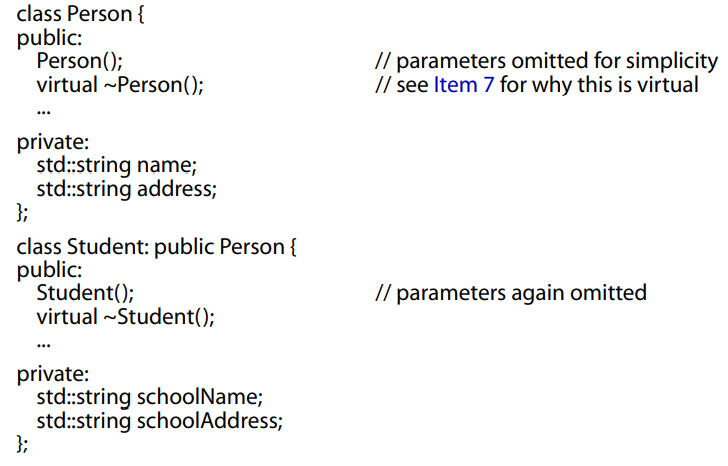 class Person {
public:
Person(); // parameters omitted for simplicity
virtual ~Person(); // see Item 7 for why this is virtual
...
private:
std::string name;
std::string address;
};
class Student: public Person {
public:
Student(); // parameters again omitted
virtual ~Student();
...
private:
std::string schoolName;
std::string schoolAddress;
};